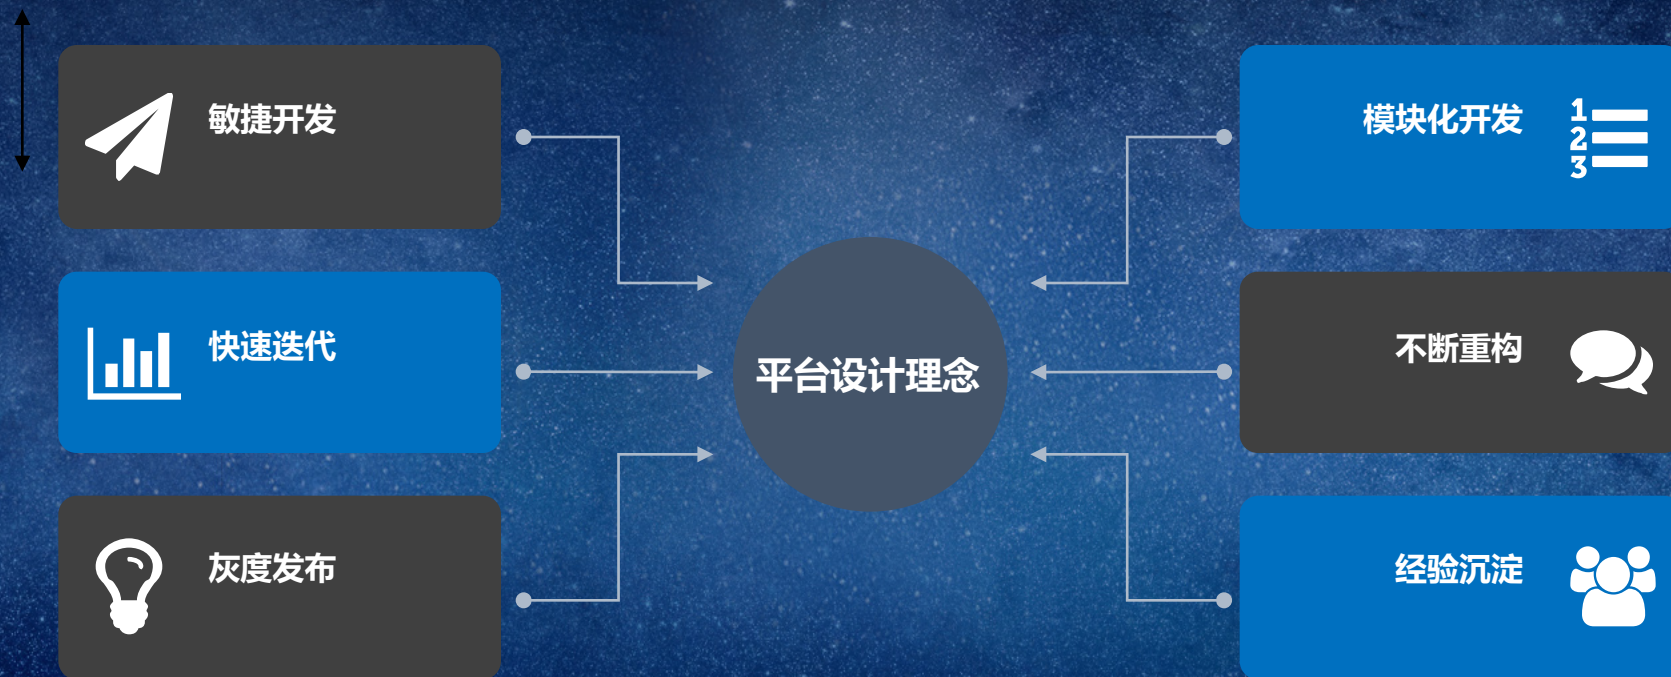 敏捷开发
快速迭代
灰度发布
平台设计理念
模块化开发
1
2
3
不断重构
经验沉淀